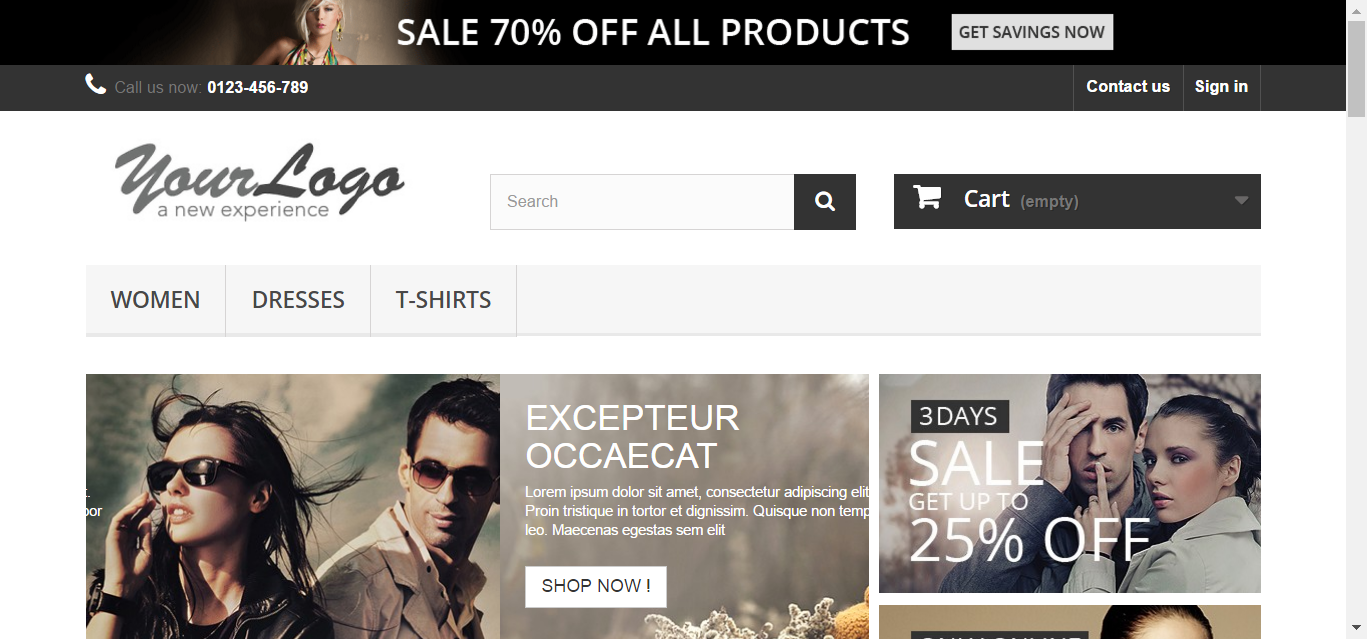 SALE 70% OFF ALL PRODUCTS
GET SAVINGS NOW
Call us now: 0123-456-789
Contact us
Sign in
YourLogo
a new experience
Search
Cart (empty)
WOMEN
DRESSES
T-SHIRTS
EXCEPTEUR
OCCAECAT
Lorem ipsum dolor sit amet, consectetur adipiscing elit
Proin tristique in tortor et dignissim. Quisque non temp
leo. Maecenas egestas sem elit
SHOP NOW !
3 DAYS
SALE
GET UP TO
25% OFF